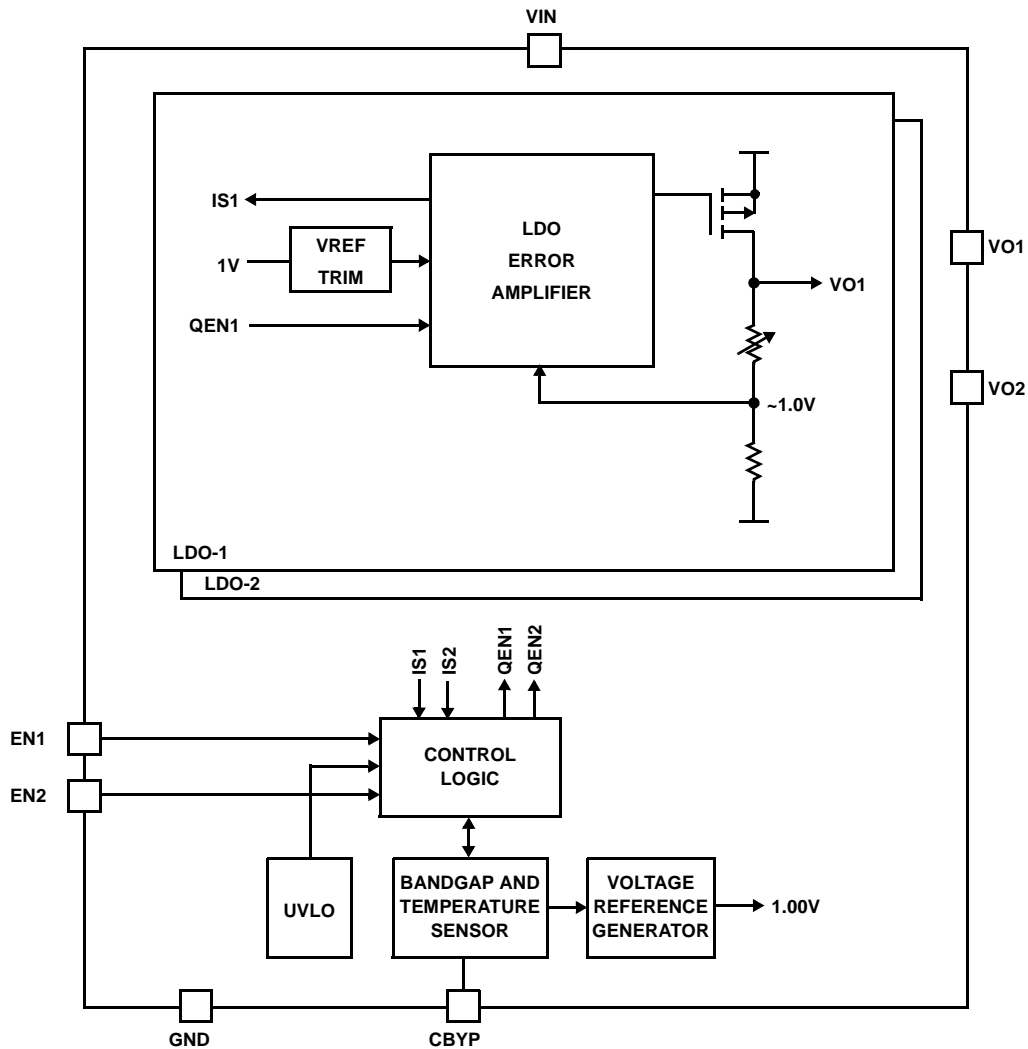 VIN
IS1
1V
VREF
TRIM
QEN1
LDO
ERROR
AMPLIFIER
VO1
~1.0V
VO1
VO2
LDO-1
LDO-2
IS1
IS2
QEN1
QEN2
EN1
EN2
CONTROL
LOGIC
UVLO
BANDGAP AND
TEMPERATURE
SENSOR
VOLTAGE
REFERENCE
GENERATOR
1.00V
GND
CBYP